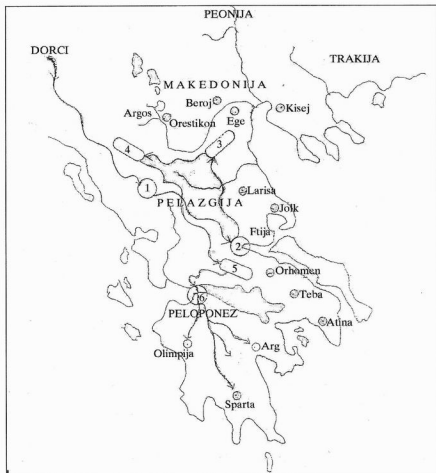 PEONIJA
DORCI
TRAKIJA
MAKEDONIJA
Beroj
Kisej
Argos
Orestikon
Ege
4
3
1
Larisa
PELAZGIJA
Jolk
Ftija
2
5
Orhomen
6
Teba
PELOPONEZ
Atina
Olimpija
Arg
Sparta